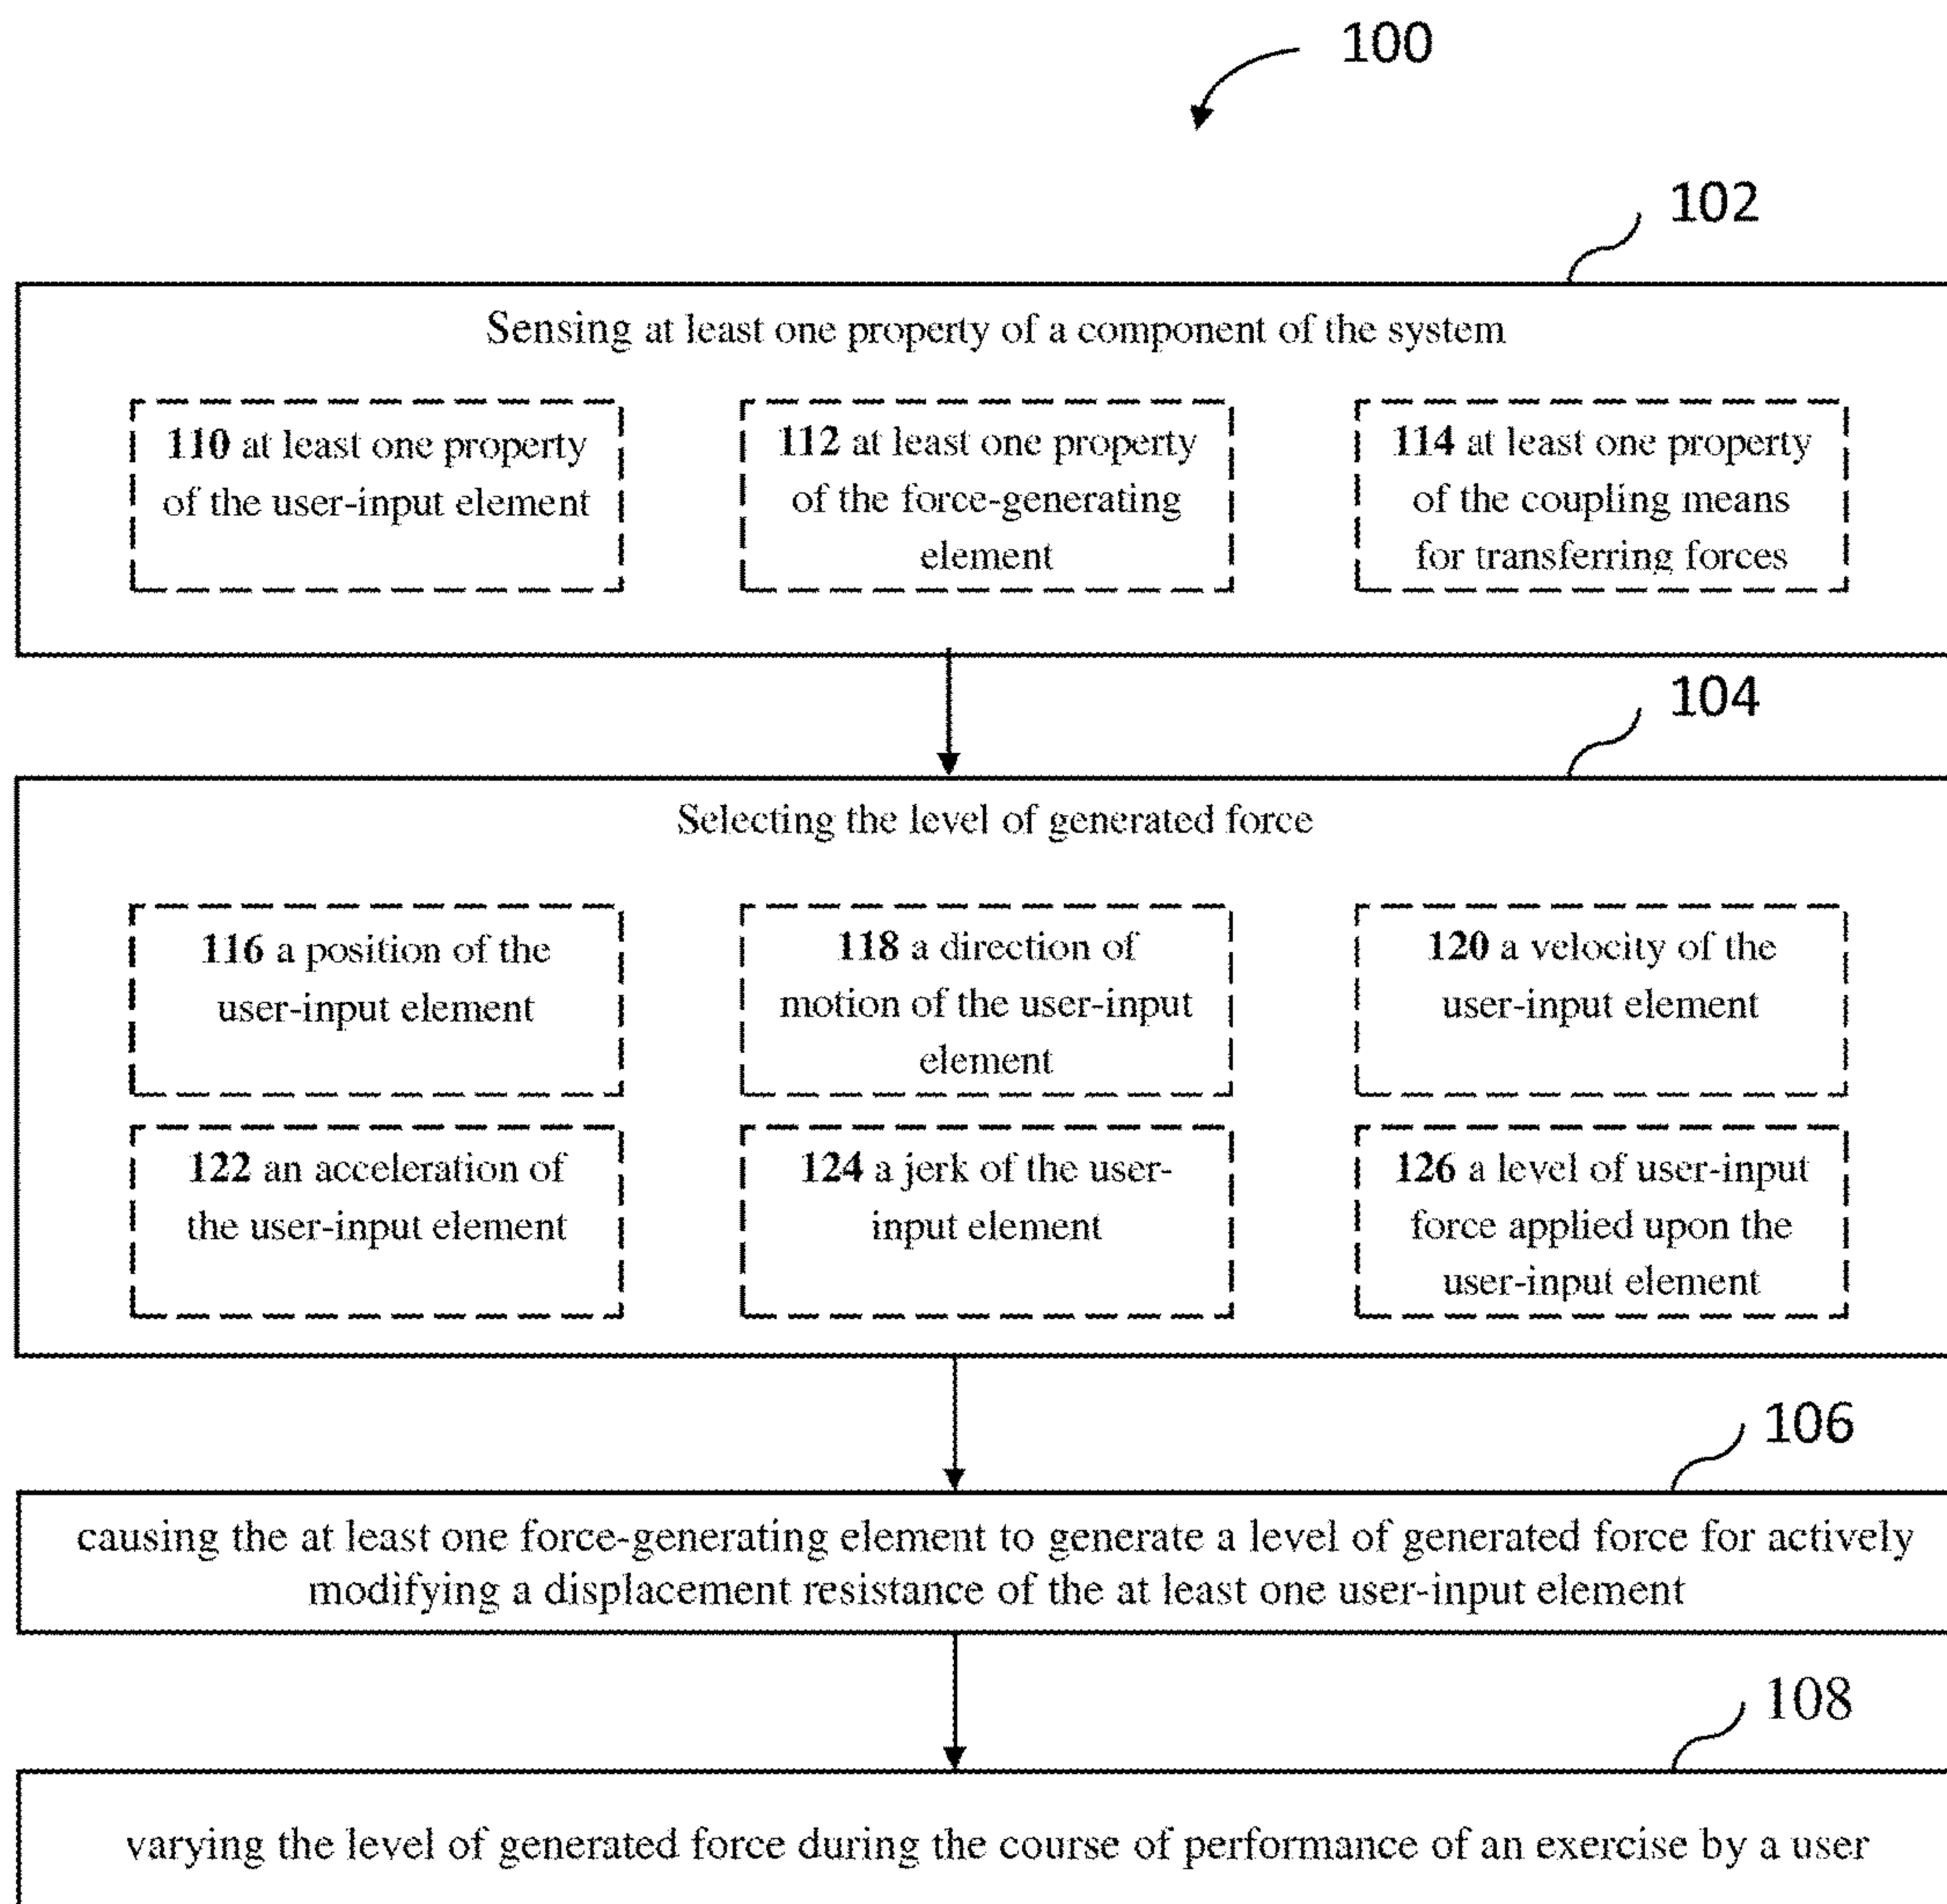 100
102
Sensing at least one property of a component of the system
110 at least one property
of the user-input element
112 at least one property
of the force-generating
element
114 at least one property
of the coupling means
for transferring forces
104
Selecting the level of generated force
116 a position of the
user-input element
118 a direction of
motion of the user-input
element
120 a velocity of the
user-input element
122 an acceleration of
the user-input element
124 a jerk of the user-
input element
126 a level of user-input
force applied upon the
user-input element
106
causing the at least one force-generating element to generate a level of generated force for actively
modifying a displacement resistance of the at least one user-input element
108
varying the level of generated force during the course of performance of an exercise by a user